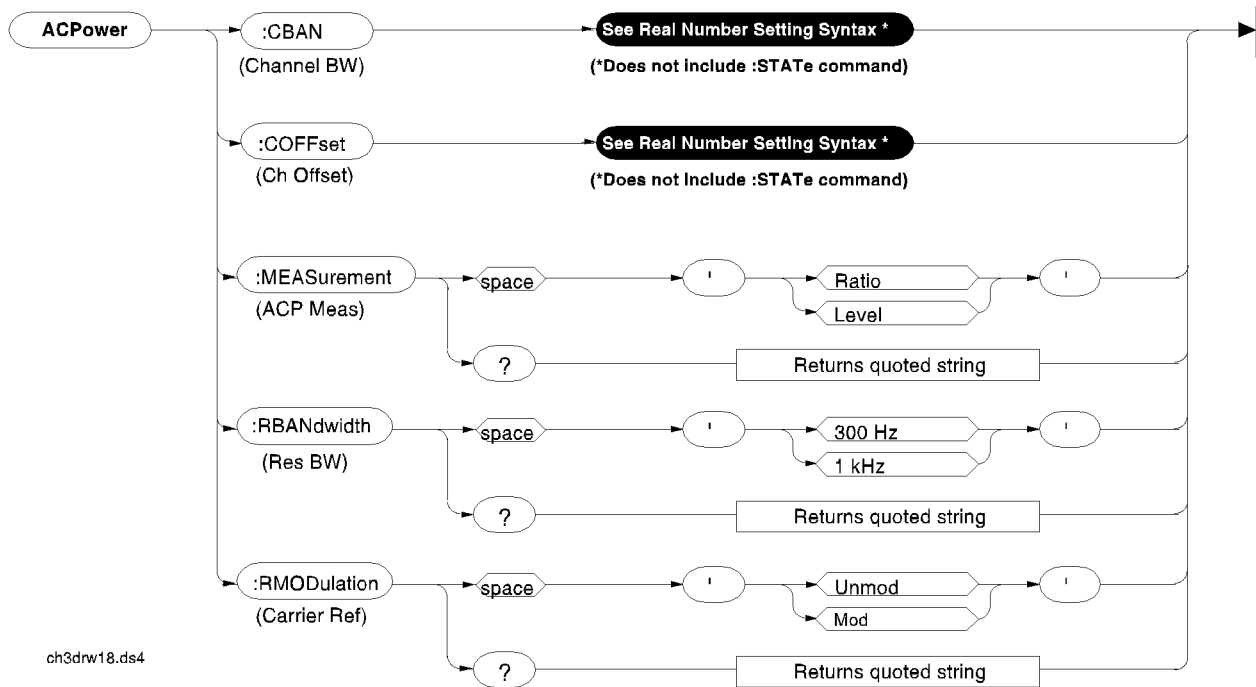 ACPower :CBAN See Real Number Setting Syntax *
(Channel BW) (*Does not include :STATe command)
:COFFset See Real Number Setting Syntax *
(Ch Offset) (*Does not Include :STATe command)
:MEASurement space ' Ratio '
(ACP Meas) Level
? Returns quoted string
:RBANdwidth space ' 300 Hz '
(Res BW) 1 kHz
? Returns quoted string
:RMODulation space ' Unmod '
(Carrier Ref) Mod
ch3drw18.ds4 ? Returns quoted string